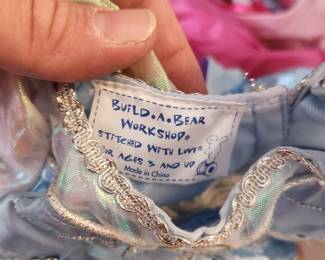 BUILD•A•BEAR
WORKSHOP®
STITCHED WITH LOVE®
FOR AGES 3 AND UP
Made in China